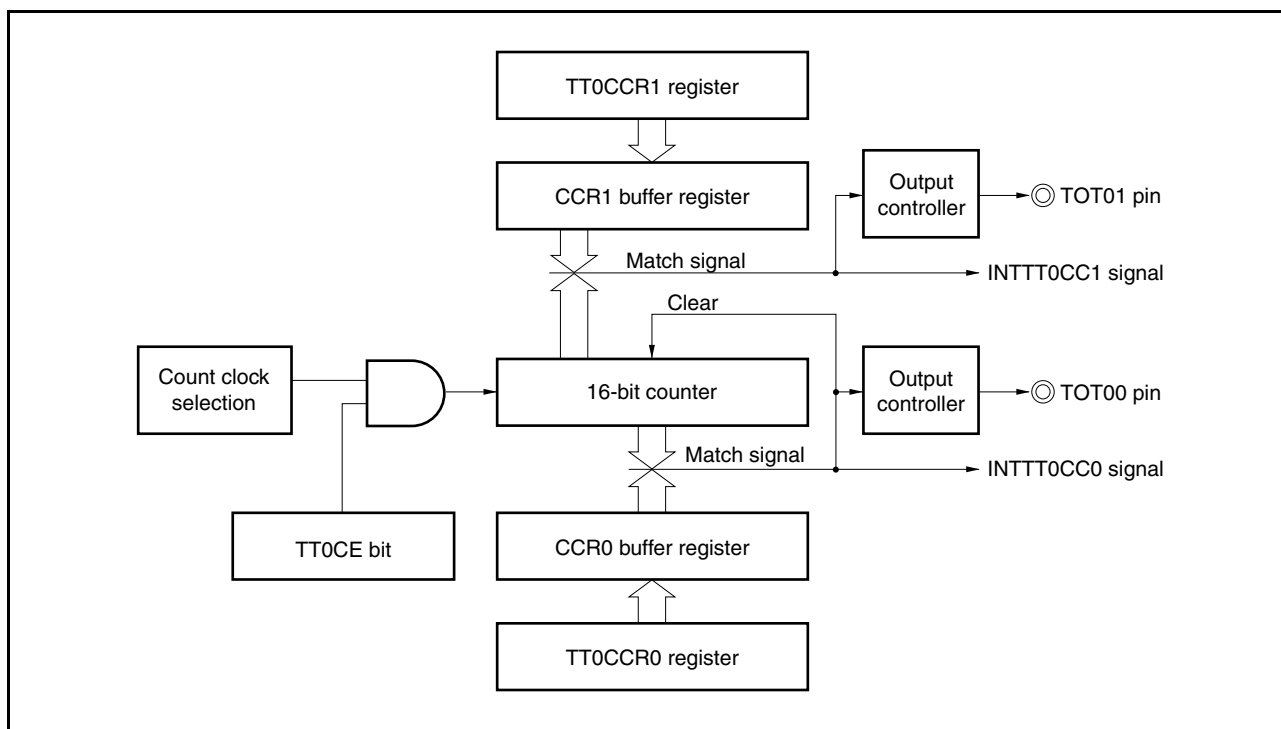 TT0CCR1 register
CCR1 buffer register
Output
controller
TOT01 pin
Match signal
INTTT0CC1 signal
Clear
Count clock
selection
16-bit counter
Output
controller
TOT00 pin
Match signal
INTTT0CC0 signal
TT0CE bit
CCR0 buffer register
TT0CCR0 register